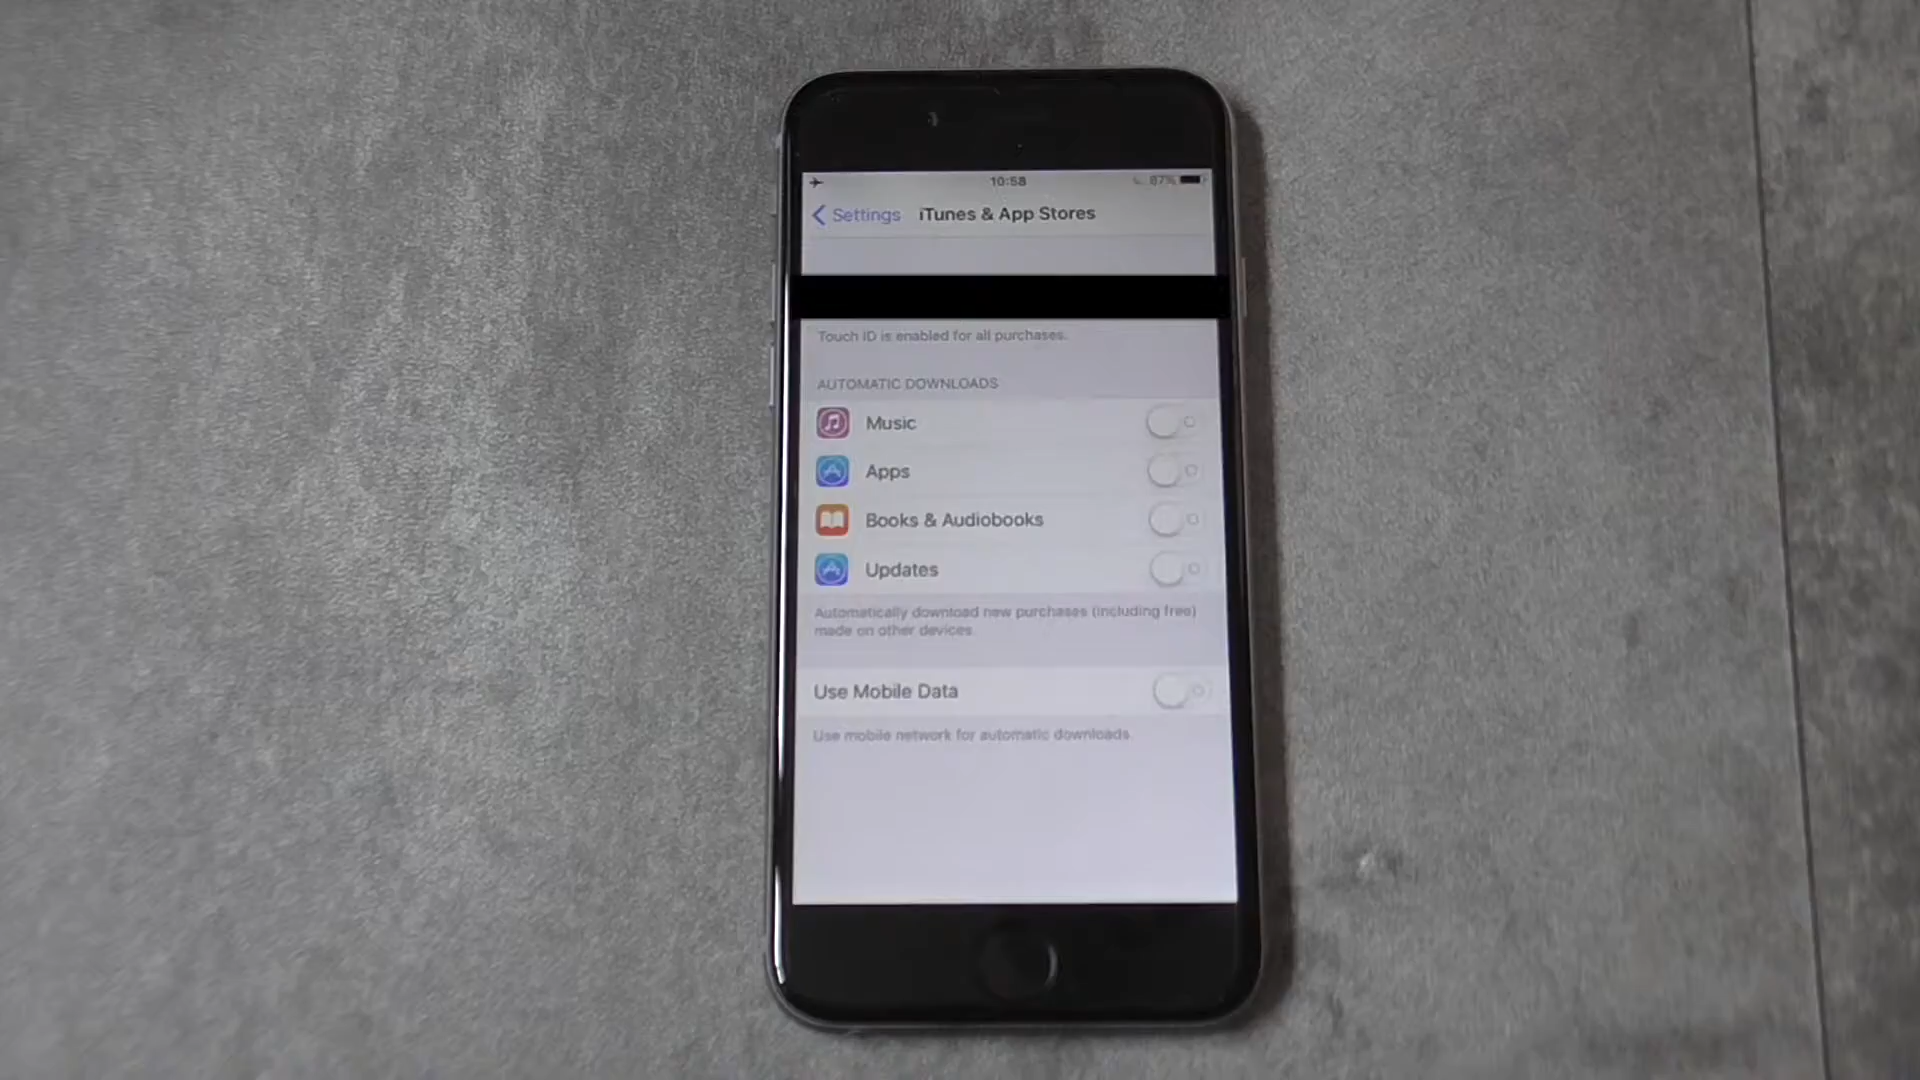 10:58
87%
Settings
iTunes & App Stores
Touch ID is enabled for all purchases.
AUTOMATIC DOWNLOADS
Music
Apps
Books & Audiobooks
Updates
Automatically download new purchases (including free)
made on other devices.
Use Mobile Data
Use mobile network for automatic downloads.